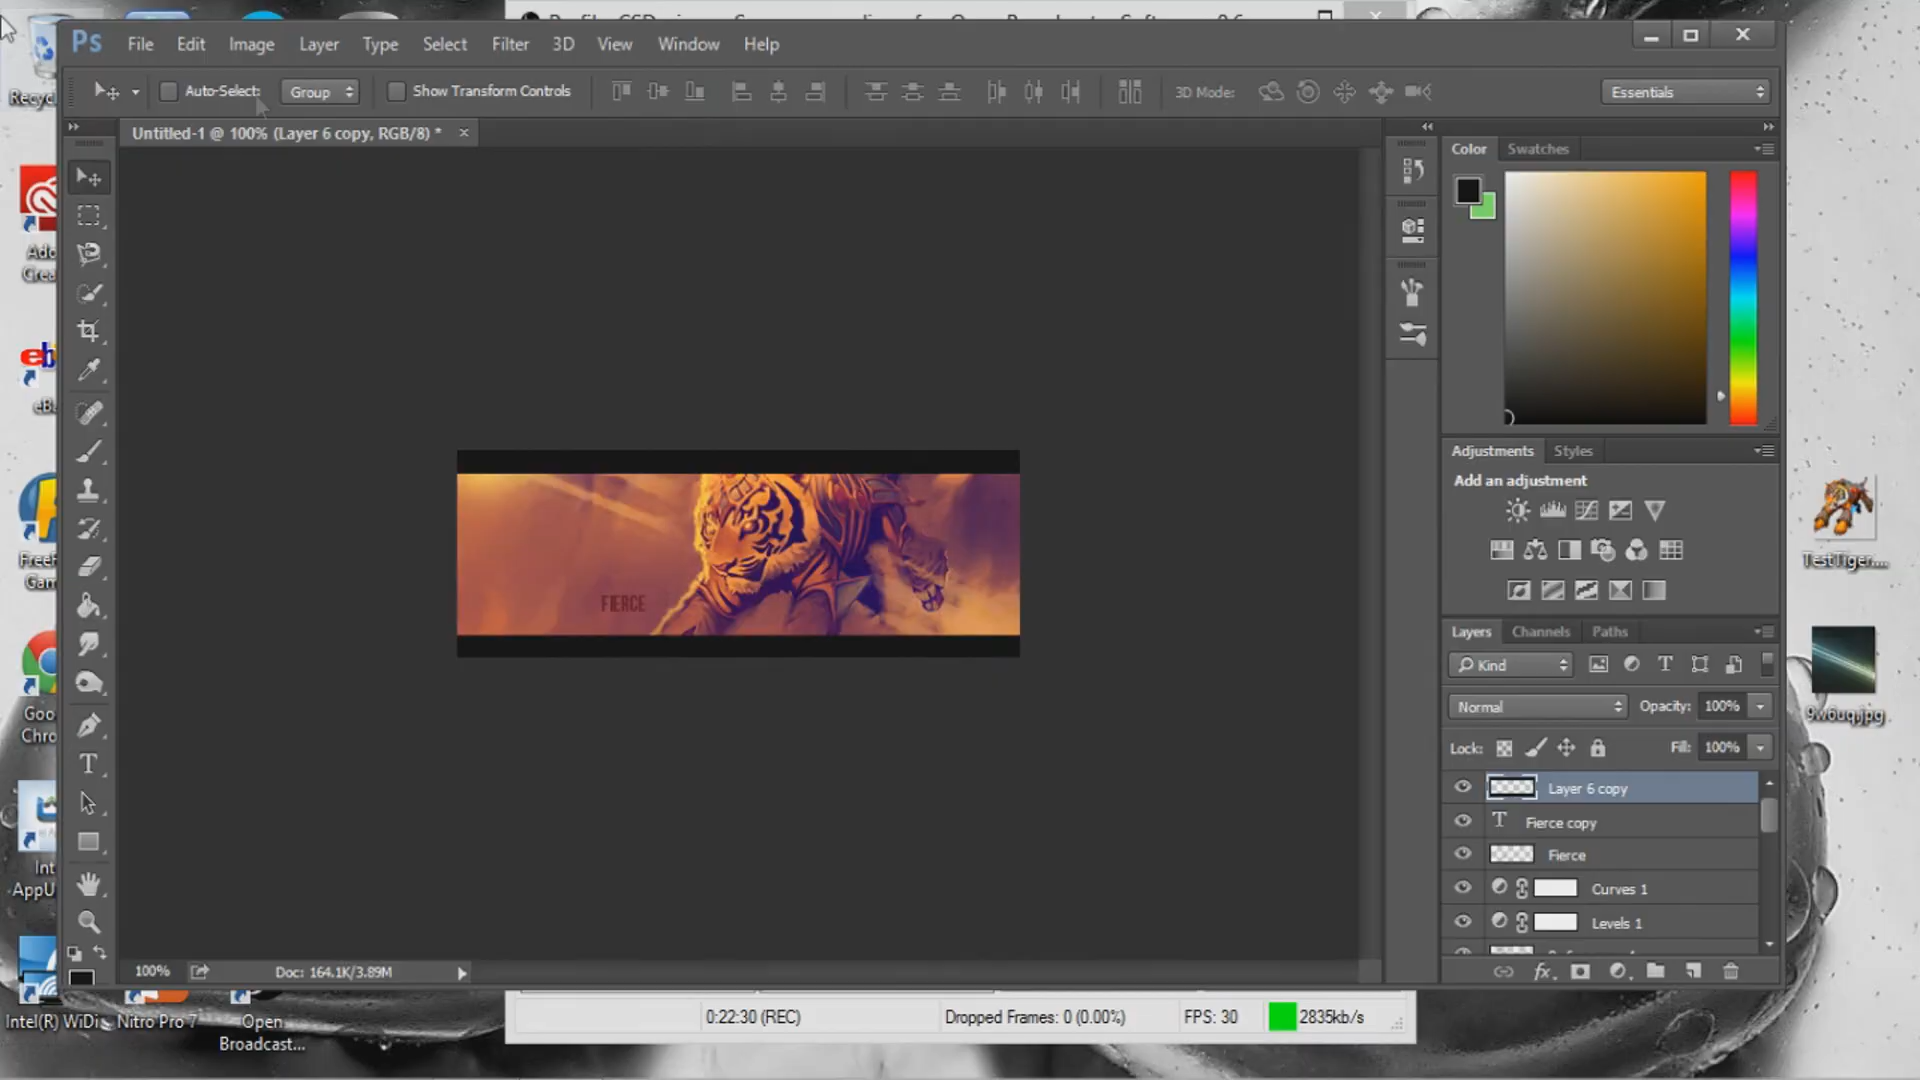 Ps File Edit Image Layer Type Select Filter 3D View Window Help
Auto-Select: Group Show Transform Controls 3D Mode: Essentials
Untitled-1 @ 100% (Layer 6 copy, RGB/8) *
Color Swatches
Adjustments Styles
Add an adjustment
FIERCE
Layers Channels Paths
Kind
Normal Opacity: 100%
Lock: Fill: 100%
Layer 6 copy
T Fierce copy
Fierce
Curves 1
Levels 1
100% Doc: 164.1K/3.89M
0:22:30 (REC) Dropped Frames: 0 (0.00%) FPS: 30 2835kb/s
Intel(R) WiDi Nitro Pro 7 Open
Broadcast...
TestTiger....
9w6uq.jpg